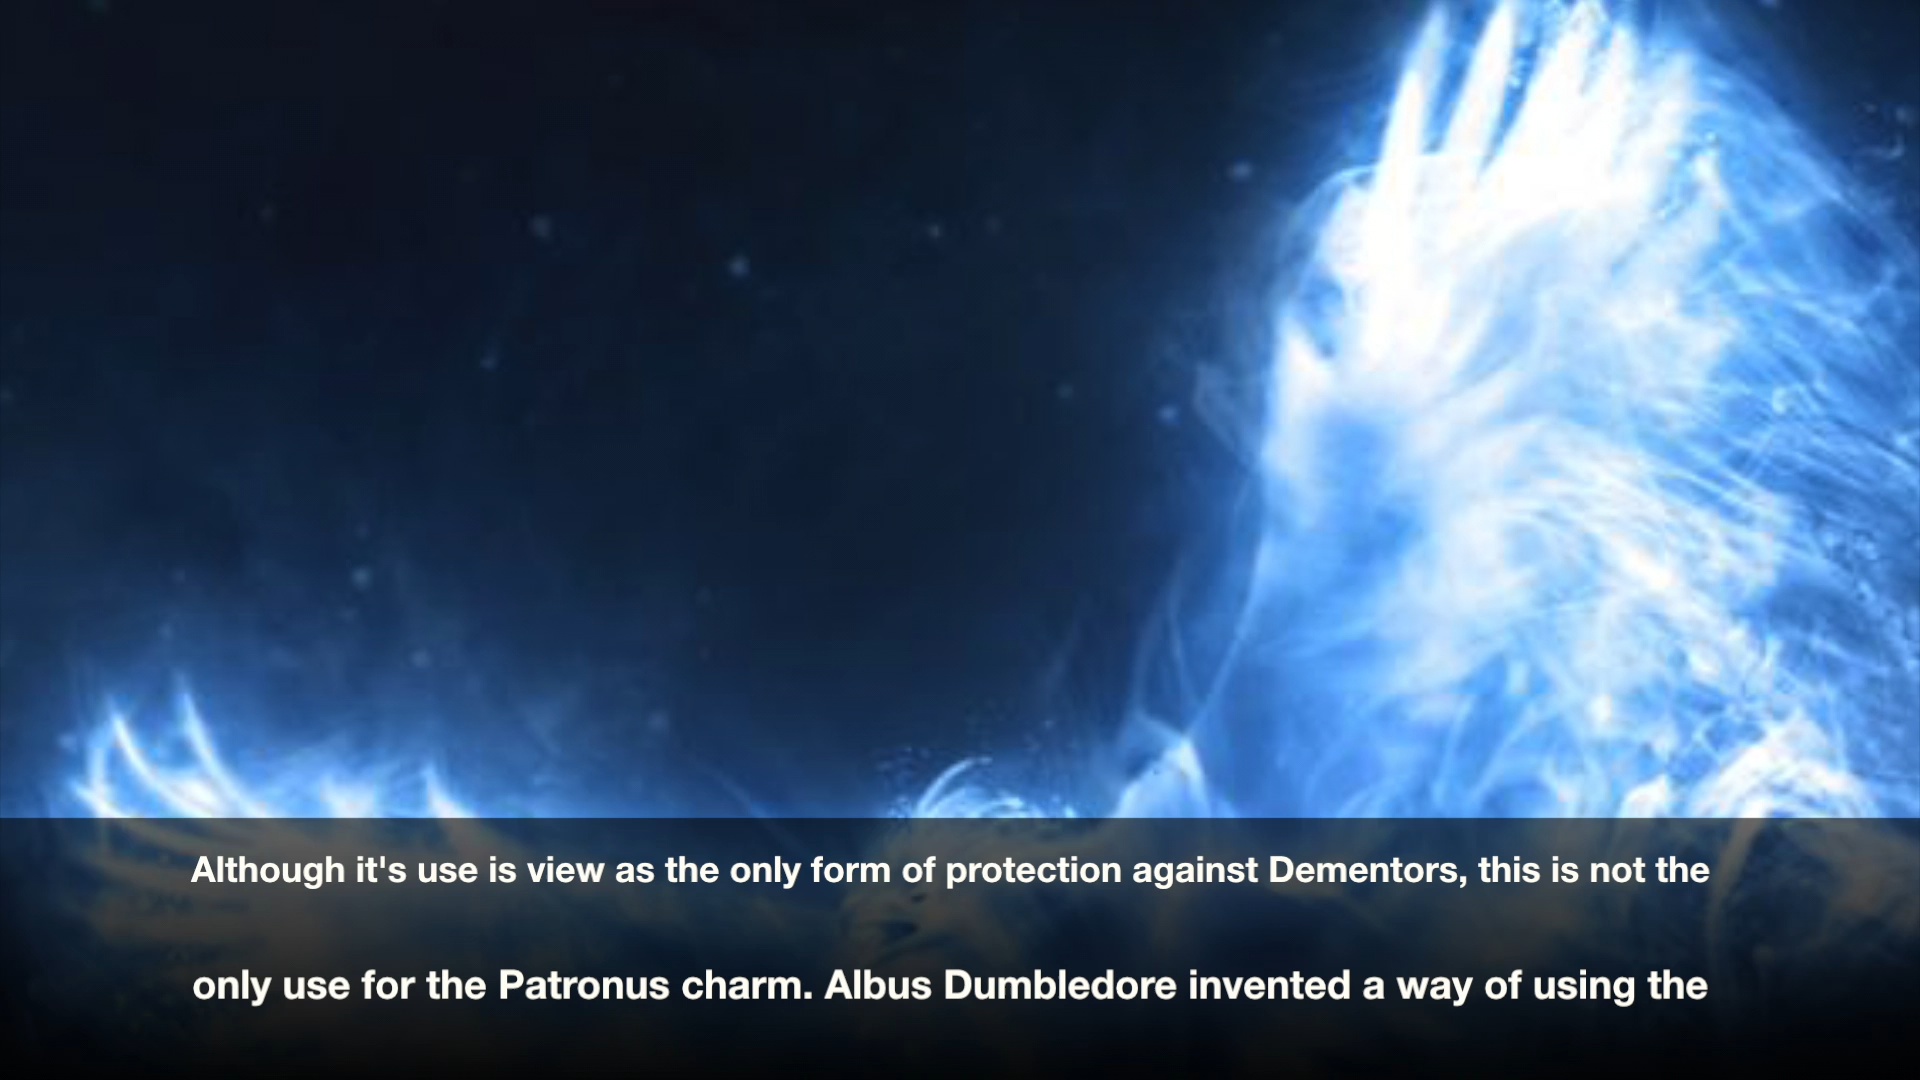 Although it's use is view as the only form of protection against Dementors, this is not the
only use for the Patronus charm. Albus Dumbledore invented a way of using the